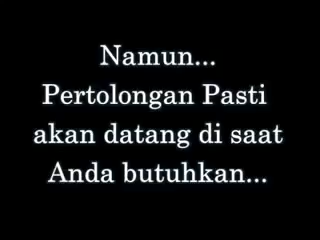 Namun...
Pertolongan Pasti
akan datang di saat
Anda butuhkan...